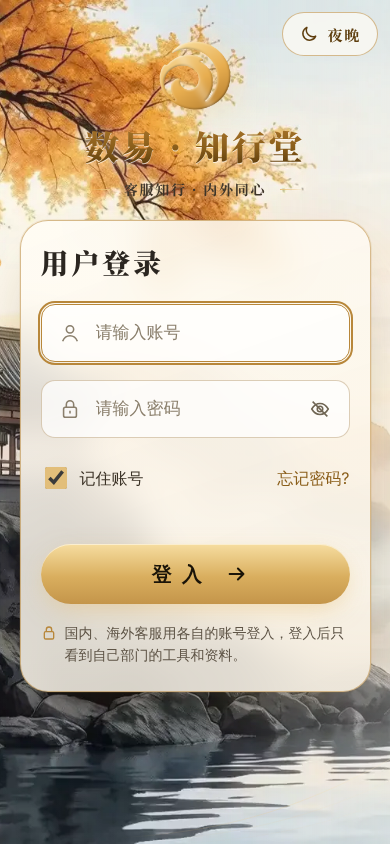 夜晚
数易·知行堂
客服知行·内外同心
用户登录
请输入账号
请输入密码
记住账号
忘记密码?
登入 →
国内、海外客服用各自的账号登入，登入后只
看到自己部门的工具和资料。